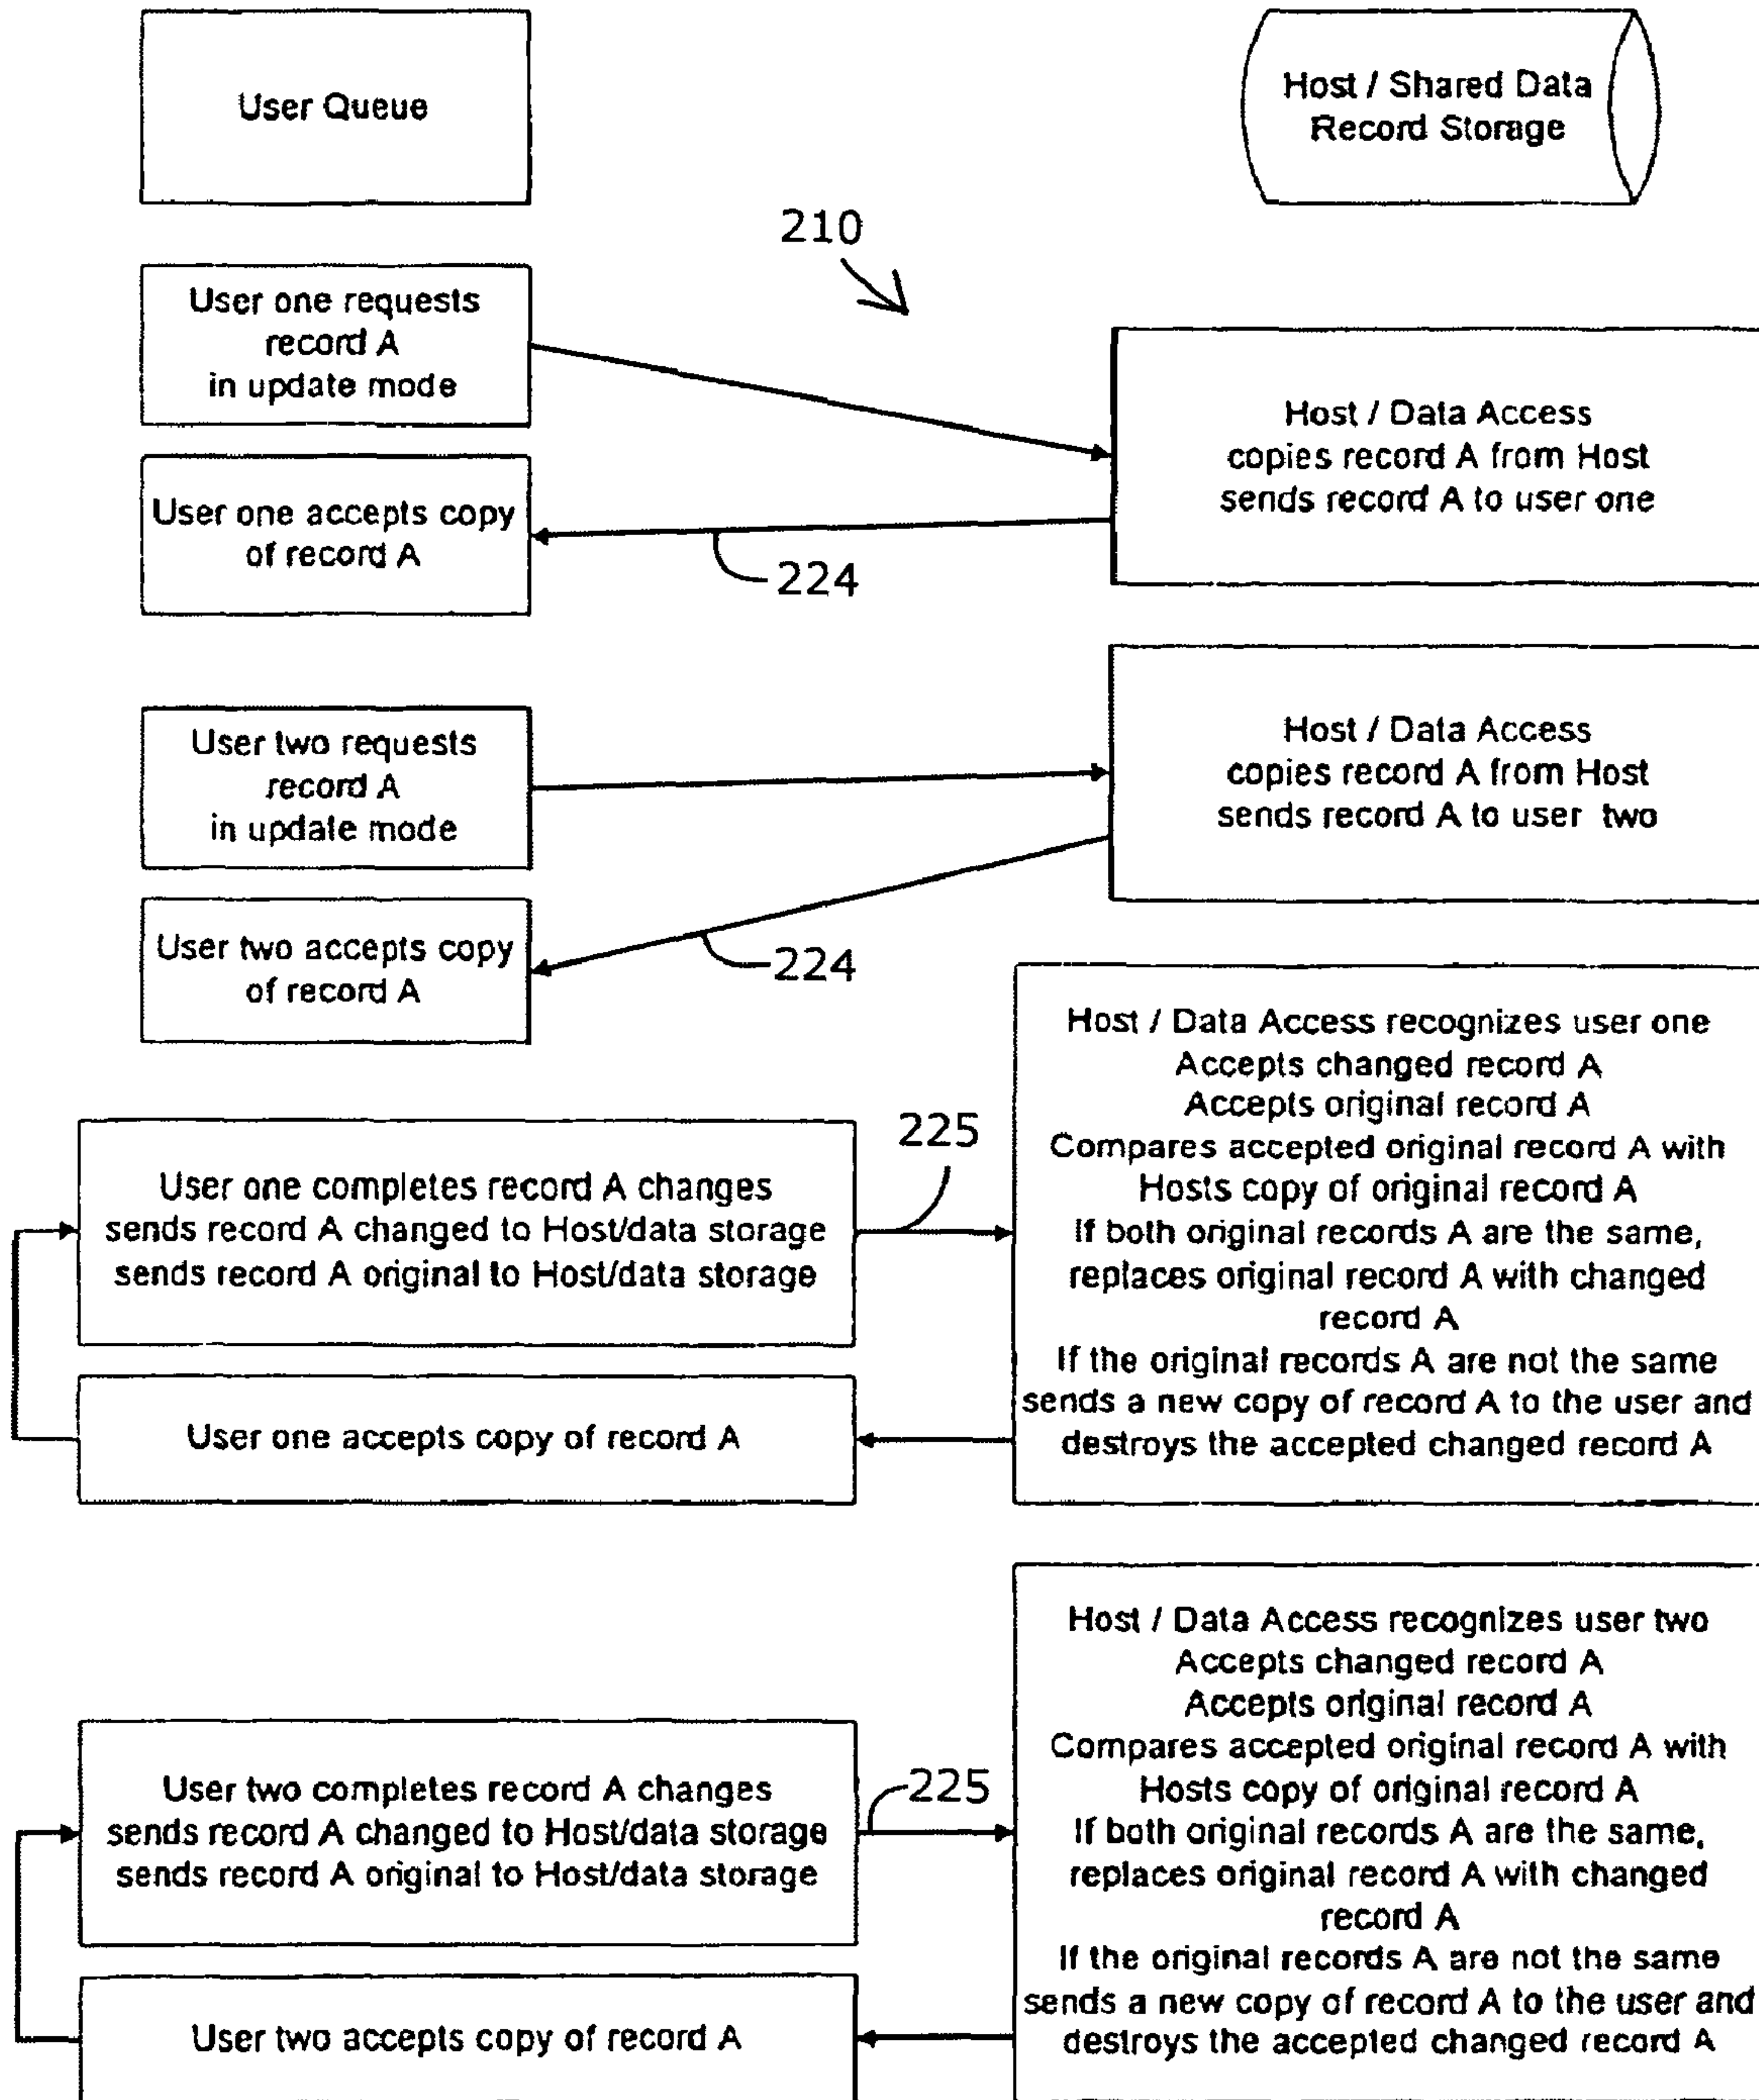 User Queue
Host / Shared Data
Record Storage
210
User one requests
record A
in update mode
Host / Data Access
copies record A from Host
sends record A to user one
User one accepts copy
of record A
224
User two requests
record A
in update mode
Host / Data Access
copies record A from Host
sends record A to user two
User two accepts copy
of record A
224
Host / Data Access recognizes user one
Accepts changed record A
Accepts original record A
Compares accepted original record A with
Hosts copy of original record A
If both original records A are the same,
replaces original record A with changed
record A
If the original records A are not the same
sends a new copy of record A to the user and
destroys the accepted changed record A
225
User one completes record A changes
sends record A changed to Host/data storage
sends record A original to Host/data storage
User one accepts copy of record A
Host / Data Access recognizes user two
Accepts changed record A
Accepts original record A
Compares accepted original record A with
Hosts copy of original record A
If both original records A are the same,
replaces original record A with changed
record A
If the original records A are not the same
sends a new copy of record A to the user and
destroys the accepted changed record A
225
User two completes record A changes
sends record A changed to Host/data storage
sends record A original to Host/data storage
User two accepts copy of record A